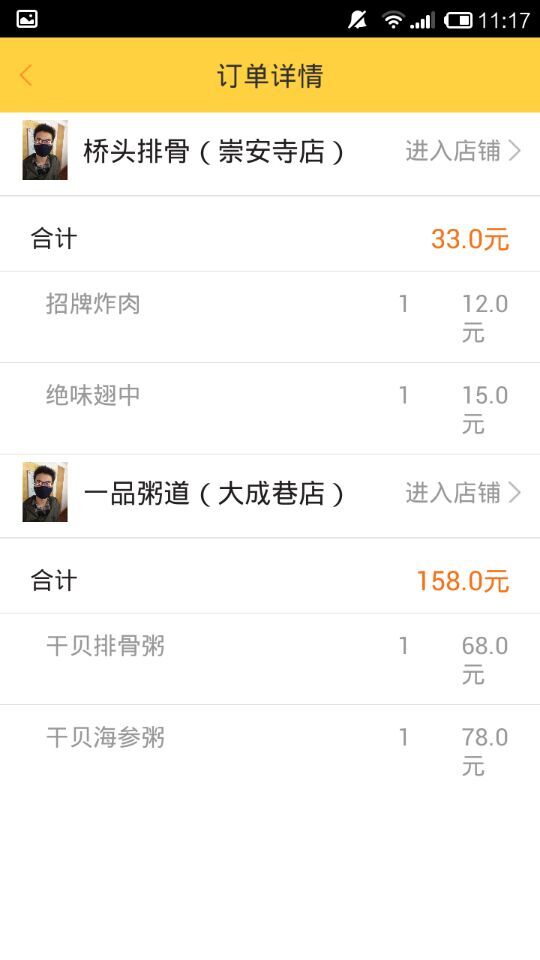 11:17
订单详情
桥头排骨（崇安寺店） 进入店铺
合计 33.0元
招牌炸肉 1 12.0
元
绝味翅中 1 15.0
元
一品粥道（大成巷店） 进入店铺
合计 158.0元
干贝排骨粥 1 68.0
元
干贝海参粥 1 78.0
元